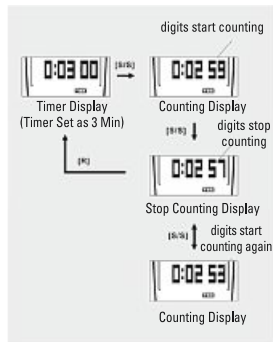 digits start counting
0:03 00
[S/S]
0:02 59
Timer Display
(Timer Set as 3 Min)
Counting Display
[S/S]
digits stop
counting
[R]
0:02 57
Stop Counting Display
[S/S]
digits start
counting again
0:02 53
Counting Display